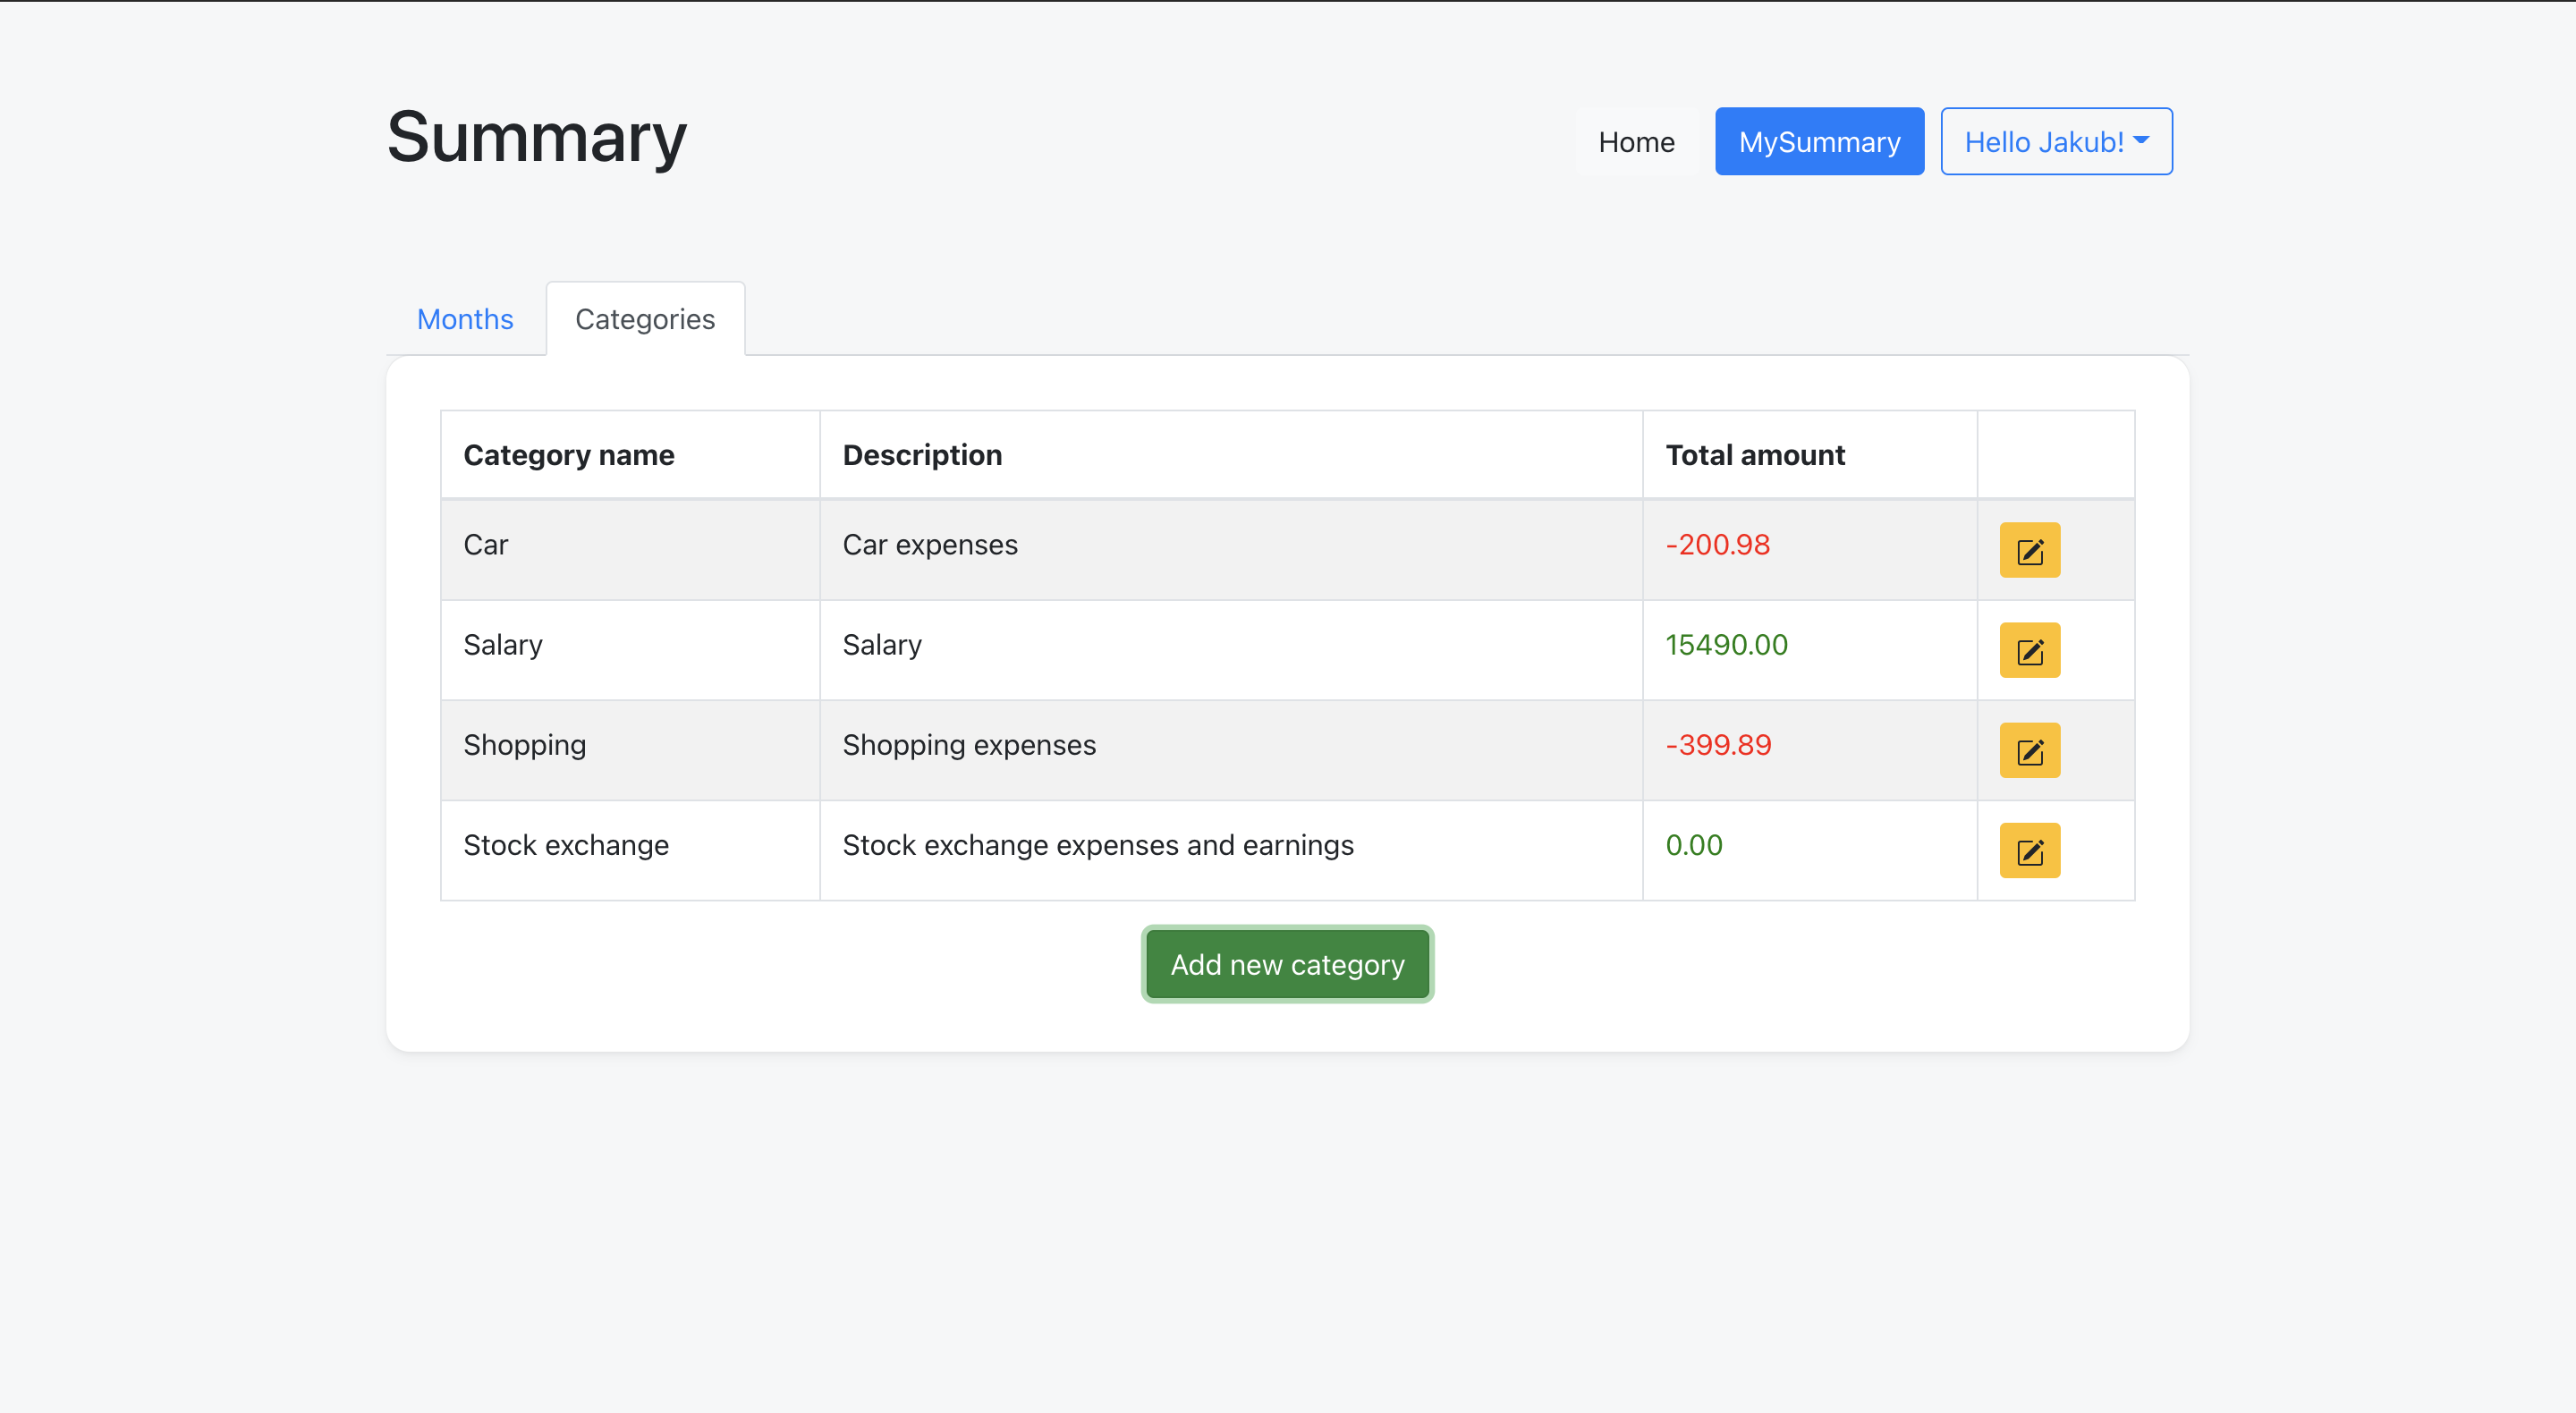 Summary
Home
MySummary
Hello Jakub!
Months
Categories
Category name Description Total amount
Car Car expenses -200.98
Salary Salary 15490.00
Shopping Shopping expenses -399.89
Stock exchange Stock exchange expenses and earnings 0.00
Add new category